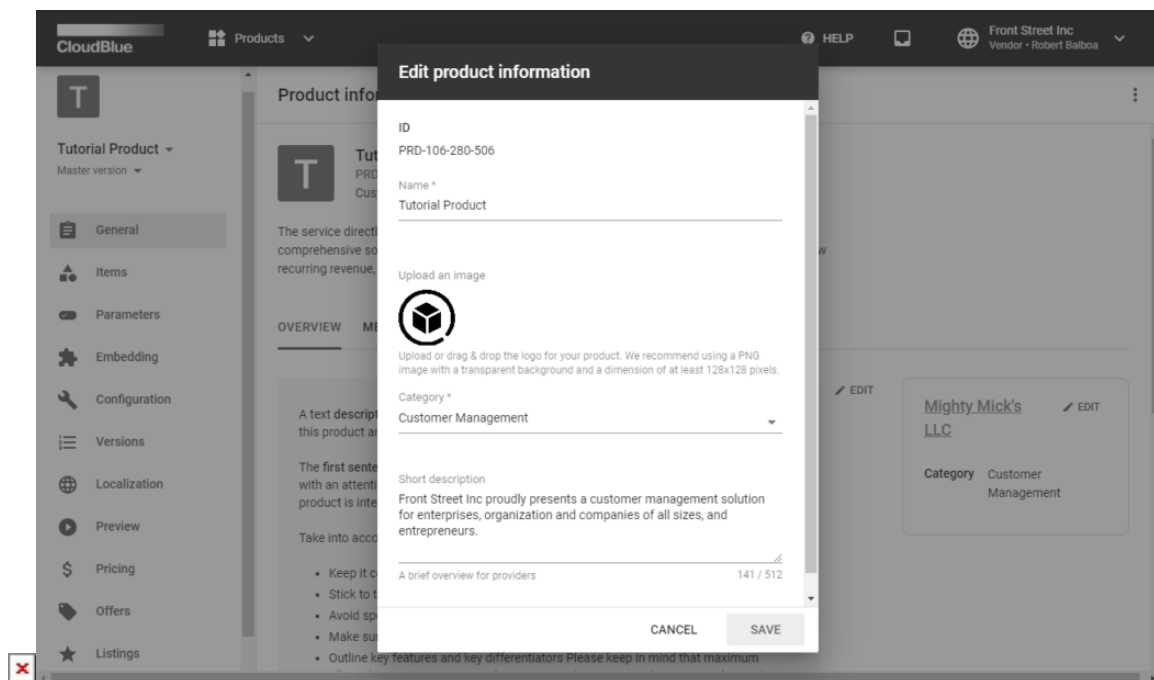 CloudBlue
Products
HELP
Front Street Inc
Vendor • Robert Balboa
T
Tutorial Product
Master version
General
Items
Parameters
Embedding
Configuration
Versions
Localization
Preview
Pricing
Offers
Listings
Product infor
T
Tut
PRD
Cus
The service directl
comprehensive so
recurring revenue,
w
OVERVIEW ME
EDIT
A text descript
this product an
The first sente
with an attenti
product is inte
Take into acco
• Keep it c
• Stick to t
• Avoid sp
• Make sur
• Outline key features and key differentiators Please keep in mind that maximum
Edit product information
ID
PRD-106-280-506
Name *
Tutorial Product
Upload an image
Upload or drag & drop the logo for your product. We recommend using a PNG
image with a transparent background and a dimension of at least 128x128 pixels.
Category *
Customer Management
Short description
Front Street Inc proudly presents a customer management solution
for enterprises, organization and companies of all sizes, and
entrepreneurs.
A brief overview for providers 141 / 512
CANCEL SAVE
Mighty Mick's EDIT
LLC
Category Customer
Management